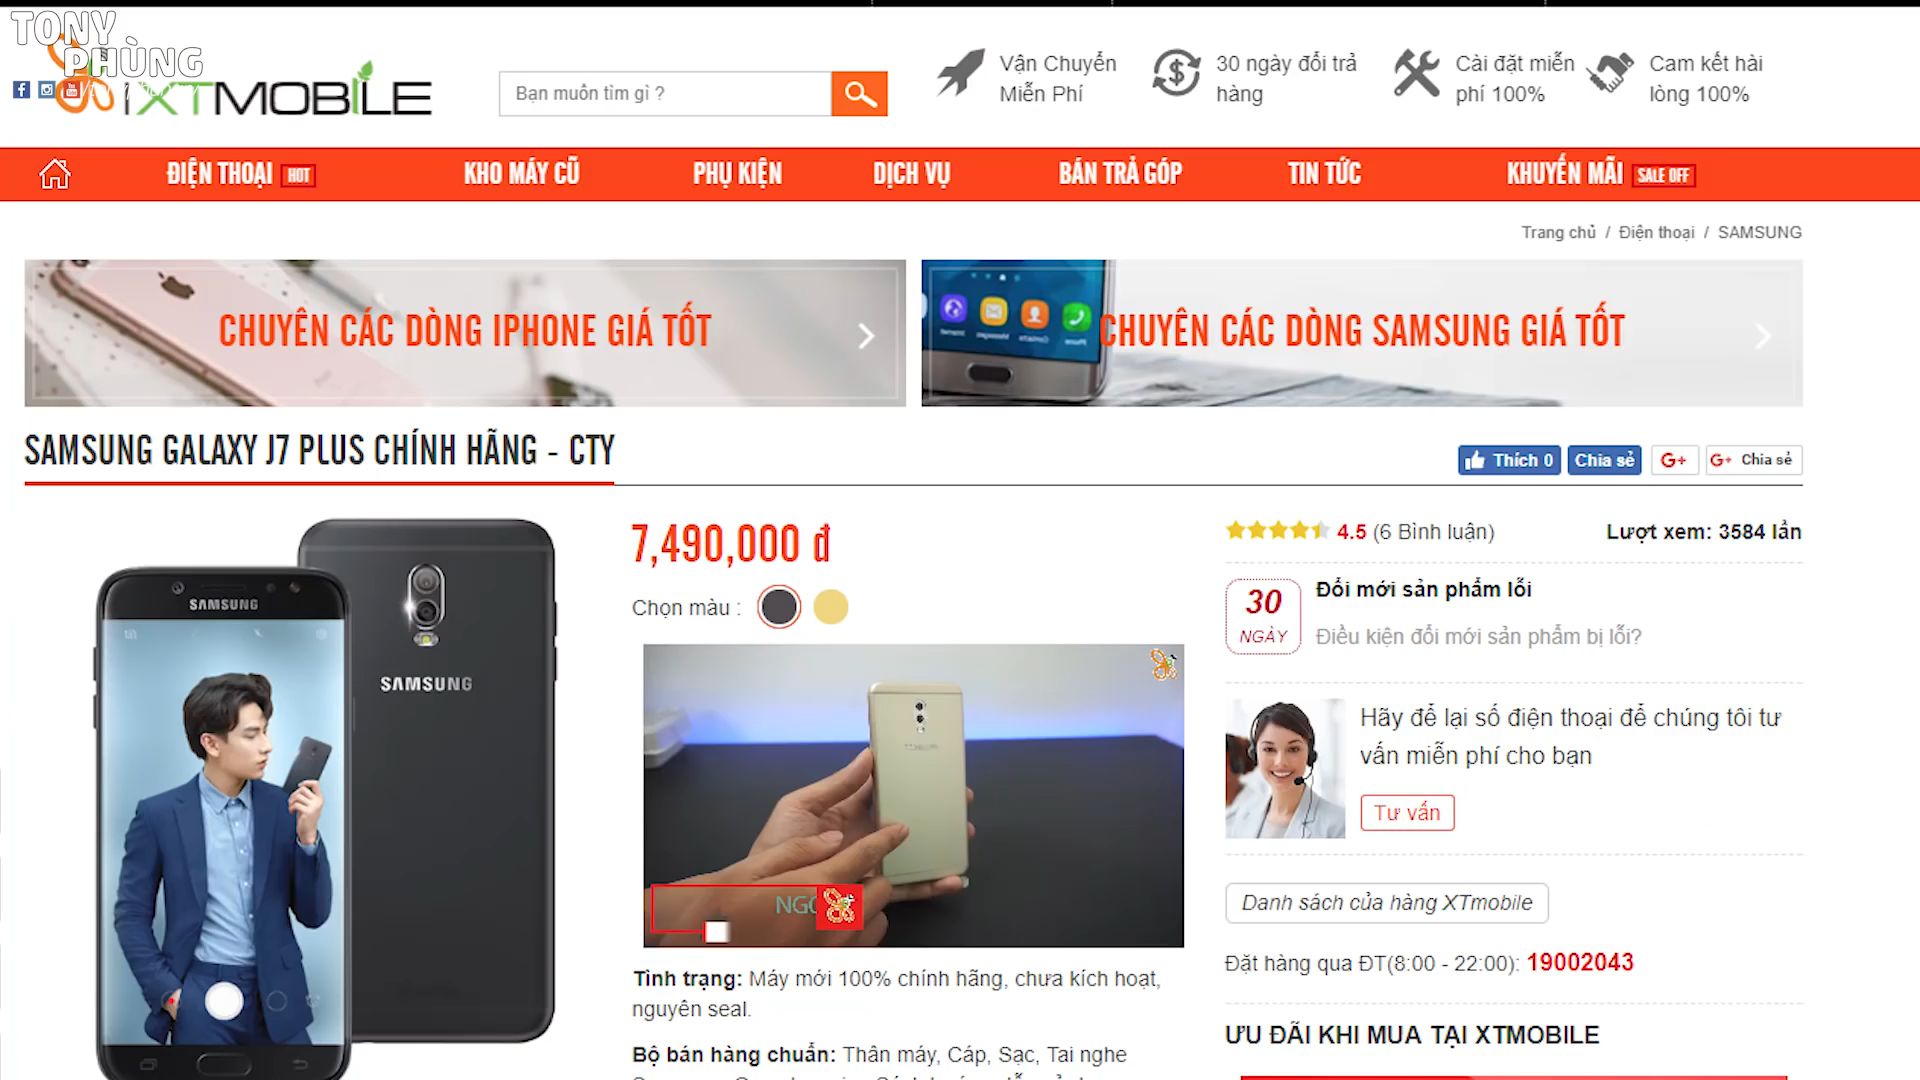 TONY
PHÙNG
XTMOBILE
Bạn muốn tìm gì ?
Vận Chuyển
Miễn Phí
30 ngày đổi trả
hàng
Cài đặt miễn
phí 100%
Cam kết hài
lòng 100%
ĐIỆN THOẠI HOT
KHO MÁY CŨ
PHỤ KIỆN
DỊCH VỤ
BÁN TRẢ GÓP
TIN TỨC
KHUYẾN MÃI SALE OFF
Trang chủ / Điện thoại / SAMSUNG
CHUYÊN CÁC DÒNG IPHONE GIÁ TỐT
CHUYÊN CÁC DÒNG SAMSUNG GIÁ TỐT
SAMSUNG GALAXY J7 PLUS CHÍNH HÃNG - CTY
Thích 0
Chia sẻ
G+
G+ Chia sẻ
SAMSUNG
SAMSUNG
7,490,000 đ
Chọn màu :
NGO
Tình trạng: Máy mới 100% chính hãng, chưa kích hoạt,
nguyên seal.
Bộ bán hàng chuẩn: Thân máy, Cáp, Sạc, Tai nghe
4.5 (6 Bình luận)
Lượt xem: 3584 lần
30
NGÀY
Đổi mới sản phẩm lỗi
Điều kiện đổi mới sản phẩm bị lỗi?
Hãy để lại số điện thoại để chúng tôi tư
vấn miễn phí cho bạn
Tư vấn
Danh sách cửa hàng XTmobile
Đặt hàng qua ĐT(8:00 - 22:00): 19002043
ƯU ĐÃI KHI MUA TẠI XTMOBILE